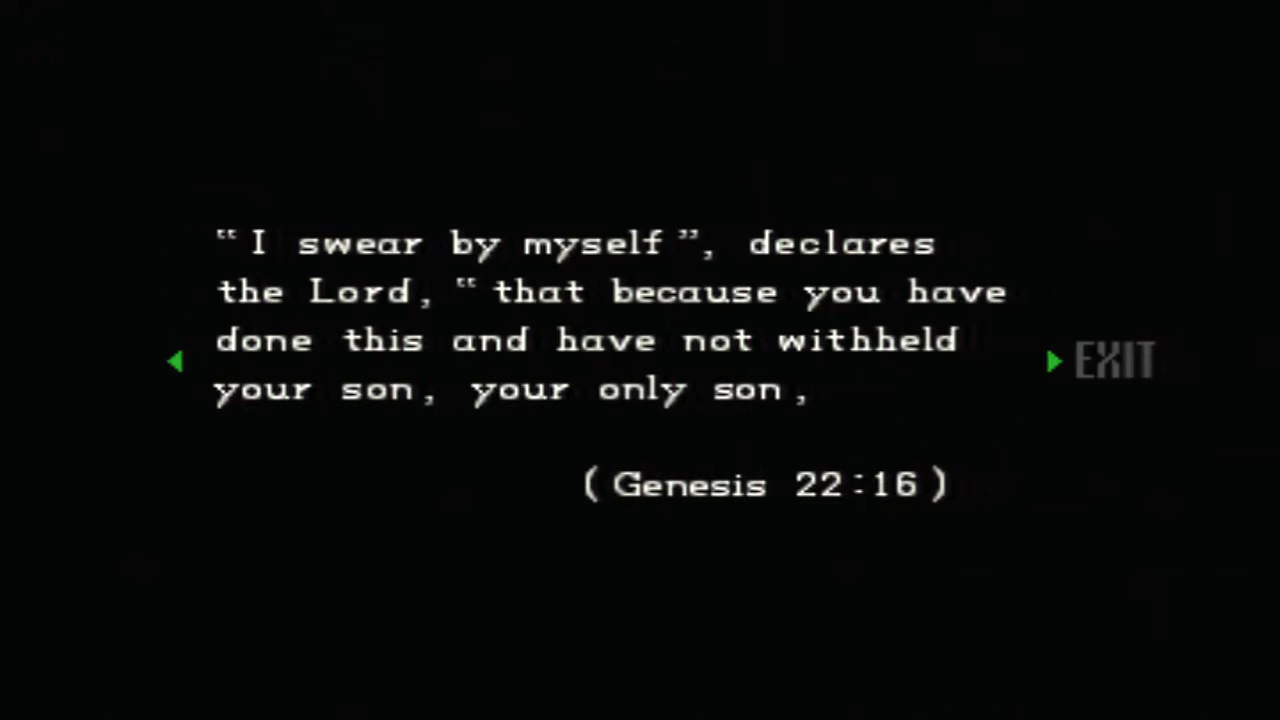 “I swear by myself”, declares
the Lord, “that because you have
done this and have not withheld
your son, your only son,
EXIT
(Genesis 22:16)